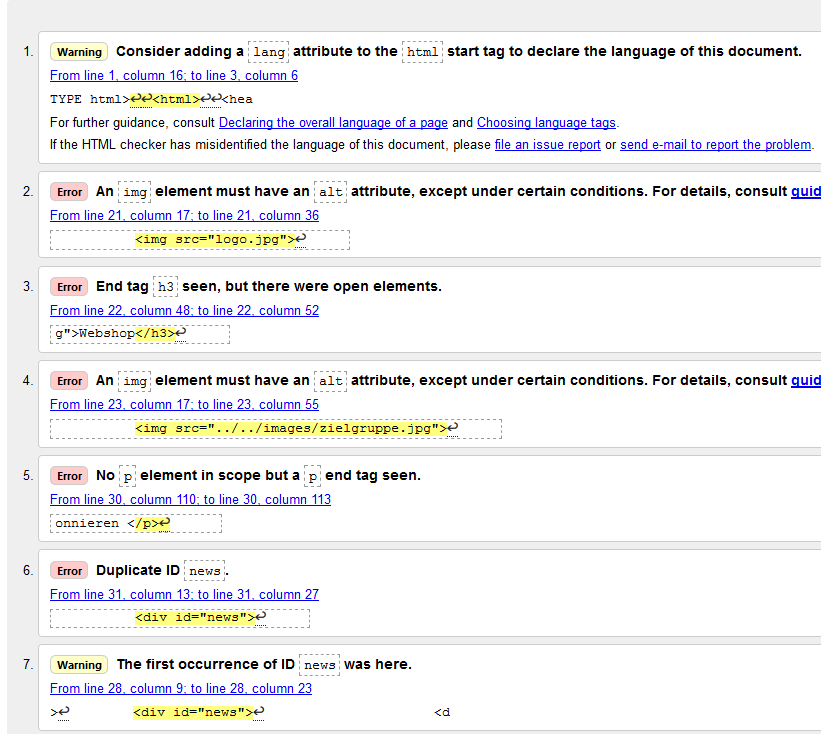 1. Warning Consider adding a lang attribute to the html start tag to declare the language of this document.
From line 1, column 16; to line 3, column 6
TYPE html>↩↩<html>↩↩<hea
For further guidance, consult Declaring the overall language of a page and Choosing language tags.
If the HTML checker has misidentified the language of this document, please file an issue report or send e-mail to report the problem.
2. Error An img element must have an alt attribute, except under certain conditions. For details, consult guid
From line 21, column 17; to line 21, column 36
<img src="logo.jpg">↩
3. Error End tag h3 seen, but there were open elements.
From line 22, column 48; to line 22, column 52
g">Webshop</h3>↩
4. Error An img element must have an alt attribute, except under certain conditions. For details, consult guid
From line 23, column 17; to line 23, column 55
<img src="../../images/zielgruppe.jpg">↩
5. Error No p element in scope but a p end tag seen.
From line 30, column 110; to line 30, column 113
onnieren </p>↩
6. Error Duplicate ID news.
From line 31, column 13; to line 31, column 27
<div id="news">↩
7. Warning The first occurrence of ID news was here.
From line 28, column 9; to line 28, column 23
>↩ <div id="news">↩ <d